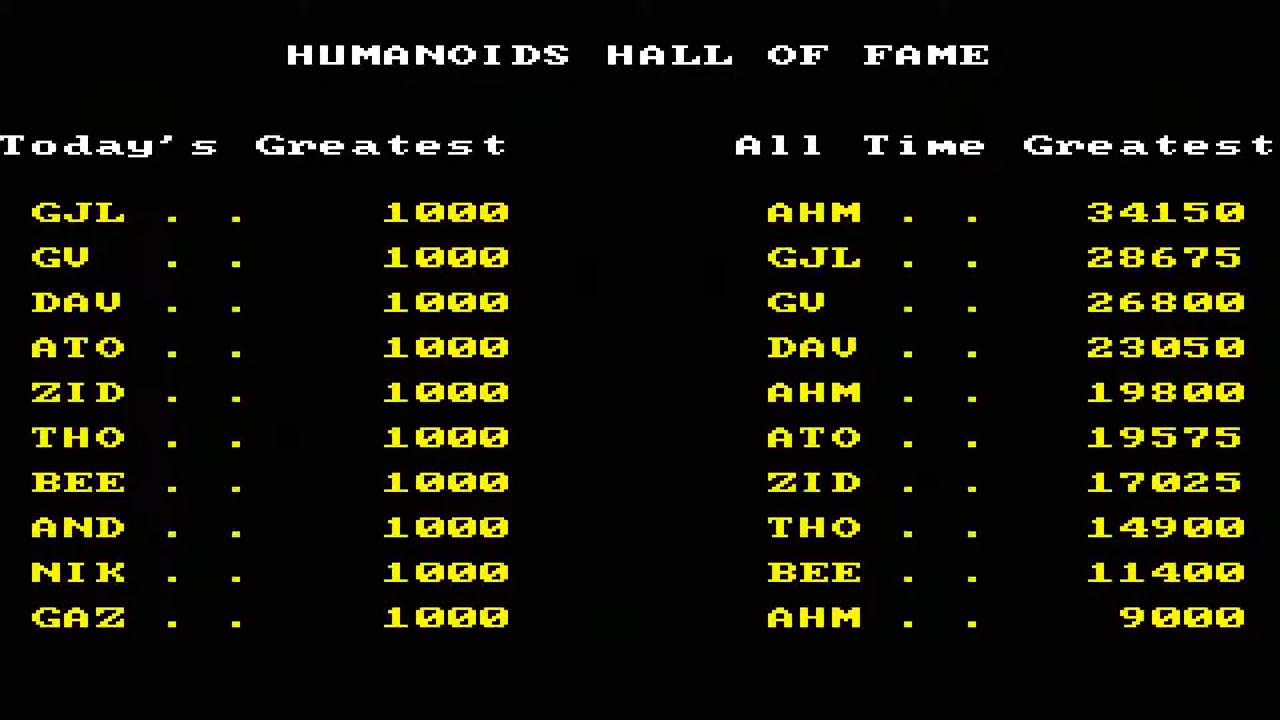 HUMANOIDS HALL OF FAME
Today's Greatest All Time Greatest
GJL . . 1000 AHM . . 34150
GV . . 1000 GJL . . 28675
DAV . . 1000 GV . . 26800
ATO . . 1000 DAV . . 23050
ZID . . 1000 AHM . . 19800
THO . . 1000 ATO . . 19575
BEE . . 1000 ZID . . 17025
AND . . 1000 THO . . 14900
NIK . . 1000 BEE . . 11400
GAZ . . 1000 AHM . . 9000